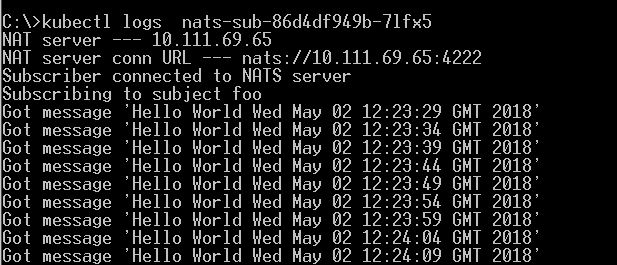 C:\>kubectl logs  nats-sub-86d4df949b-7lfx5
NAT server --- 10.111.69.65
NAT server conn URL --- nats://10.111.69.65:4222
Subscriber connected to NATS server
Subscribing to subject foo
Got message 'Hello World Wed May 02 12:23:29 GMT 2018'
Got message 'Hello World Wed May 02 12:23:34 GMT 2018'
Got message 'Hello World Wed May 02 12:23:39 GMT 2018'
Got message 'Hello World Wed May 02 12:23:44 GMT 2018'
Got message 'Hello World Wed May 02 12:23:49 GMT 2018'
Got message 'Hello World Wed May 02 12:23:54 GMT 2018'
Got message 'Hello World Wed May 02 12:23:59 GMT 2018'
Got message 'Hello World Wed May 02 12:24:04 GMT 2018'
Got message 'Hello World Wed May 02 12:24:09 GMT 2018'